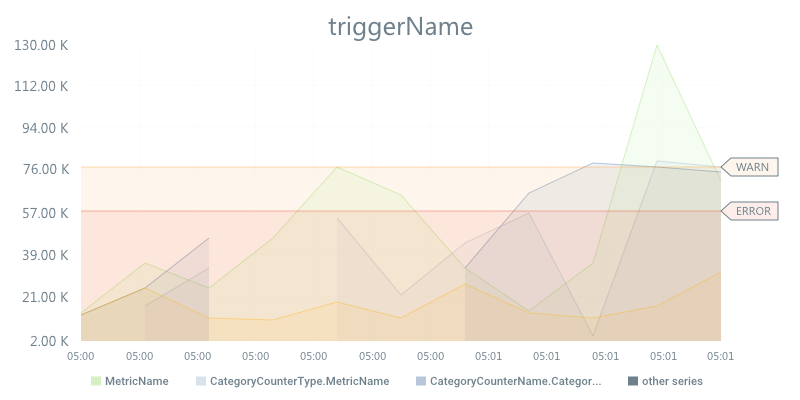 triggerName
130.00 K
112.00 K
94.00 K
76.00 K
57.00 K
39.00 K
21.00 K
2.00 K
WARN
ERROR
05:00 05:00 05:00 05:00 05:00 05:00 05:00 05:01 05:01 05:01 05:01 05:01
MetricName CategoryCounterType.MetricName CategoryCounterName.Categor... other series